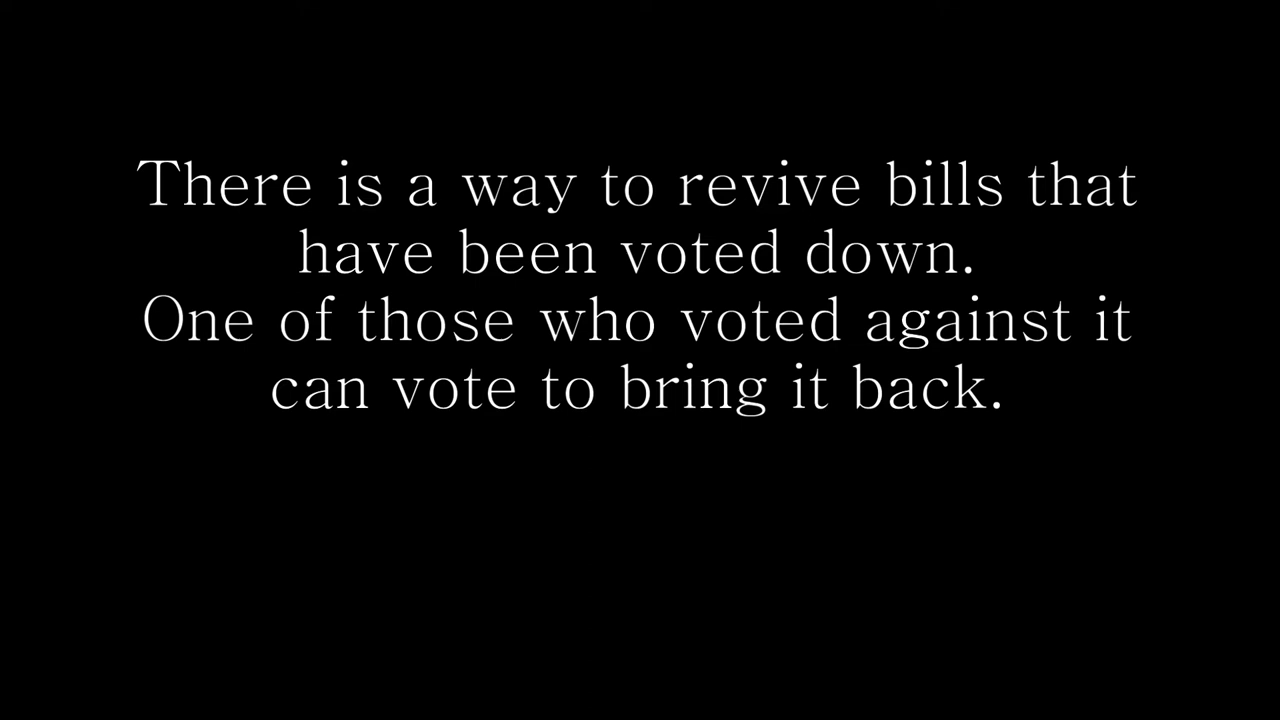 There is a way to revive bills that
have been voted down.
One of those who voted against it
can vote to bring it back.